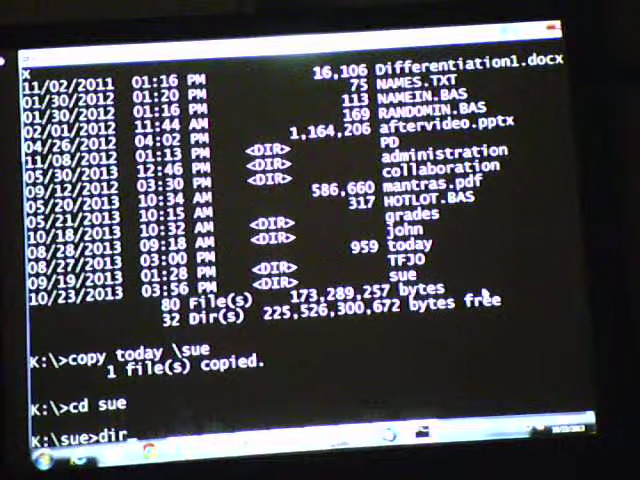 x
11/02/2011 01:16 PM 16,106 Differentiation1.docx
01/30/2012 01:20 PM 75 NAMES.TXT
01/30/2012 01:16 PM 113 NAMEIN.BAS
02/01/2012 11:44 AM 169 RANDOMIN.BAS
04/26/2012 04:02 PM 1,164,206 aftervideo.pptx
11/08/2012 01:13 PM <DIR> PD
05/30/2013 12:46 PM <DIR> administration
09/12/2012 03:30 PM <DIR> collaboration
05/20/2013 10:34 AM 586,660 mantras.pdf
05/21/2013 10:15 AM 317 HOTLOT.BAS
10/18/2013 10:32 AM <DIR> grades
08/28/2013 09:18 AM <DIR> john
08/27/2013 03:00 PM 959 today
09/19/2013 01:28 PM <DIR> TFJO
10/23/2013 03:56 PM <DIR> sue
80 File(s) 173,289,257 bytes
32 Dir(s) 225,526,300,672 bytes free
K:\>copy today \sue
1 file(s) copied.
K:\>cd sue
K:\sue>dir_